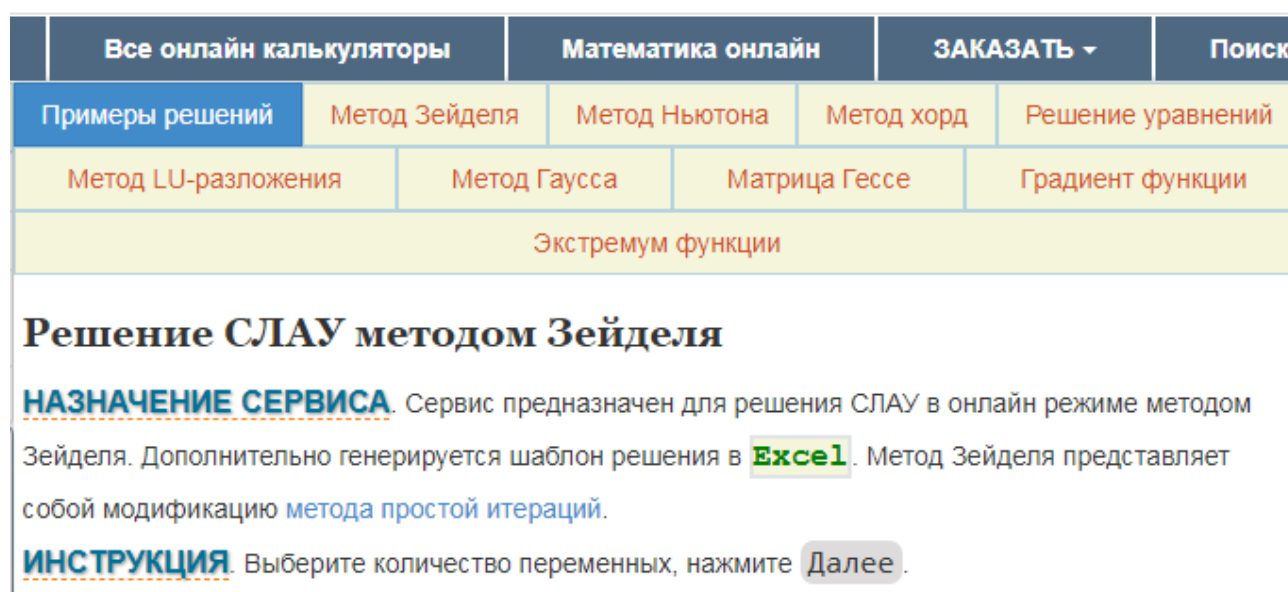 Все онлайн калькуляторы Математика онлайн ЗАКАЗАТЬ Поиск
Примеры решений Метод Зейделя Метод Ньютона Метод хорд Решение уравнений
Метод LU-разложения Метод Гаусса Матрица Гессе Градиент функции
Экстремум функции
Решение СЛАУ методом Зейделя
НАЗНАЧЕНИЕ СЕРВИСА. Сервис предназначен для решения СЛАУ в онлайн режиме методом
Зейделя. Дополнительно генерируется шаблон решения в Excel. Метод Зейделя представляет
собой модификацию метода простой итераций.
ИНСТРУКЦИЯ. Выберите количество переменных, нажмите Далее.